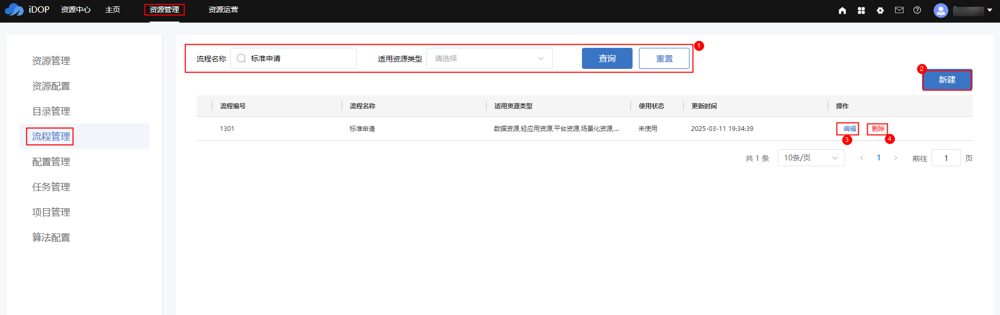 iDOP 资源中心 主页 资源管理 资源运营
资源管理
资源配置
目录管理
流程管理
配置管理
任务管理
项目管理
算法配置
流程名称 标准申请 适用资源类型 请选择 查询 重置 1
2 新建
流程编号 流程名称 适用资源类型 使用状态 更新时间 操作
1301 标准申请 数据资源,轻应用资源,平台资源,场景化资源,... 未使用 2025-03-11 19:34:39 编辑 删除
3 4
共 1 条 10条/页 1 前往 1 页